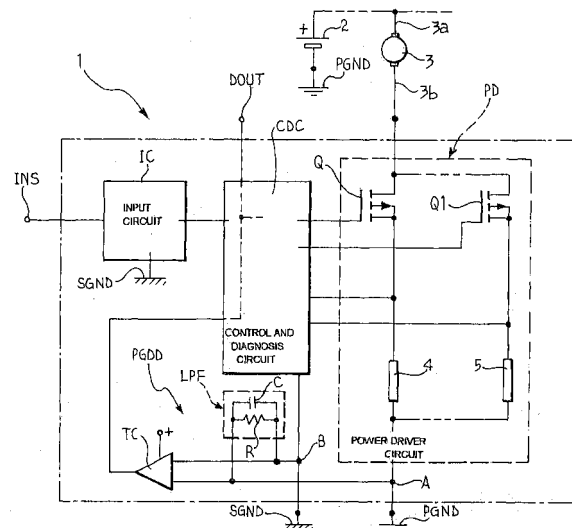 +
2
3a
3
PGND
3b
1
DOUT
CDC
PD
IC
INS
INPUT
CIRCUIT
Q
Q1
SGND
CONTROL AND
DIAGNOSIS
CIRCUIT
PGDD
LPF
C
4
5
R
B
TC
+
POWER DRIVER
CIRCUIT
A
SGND
PGND